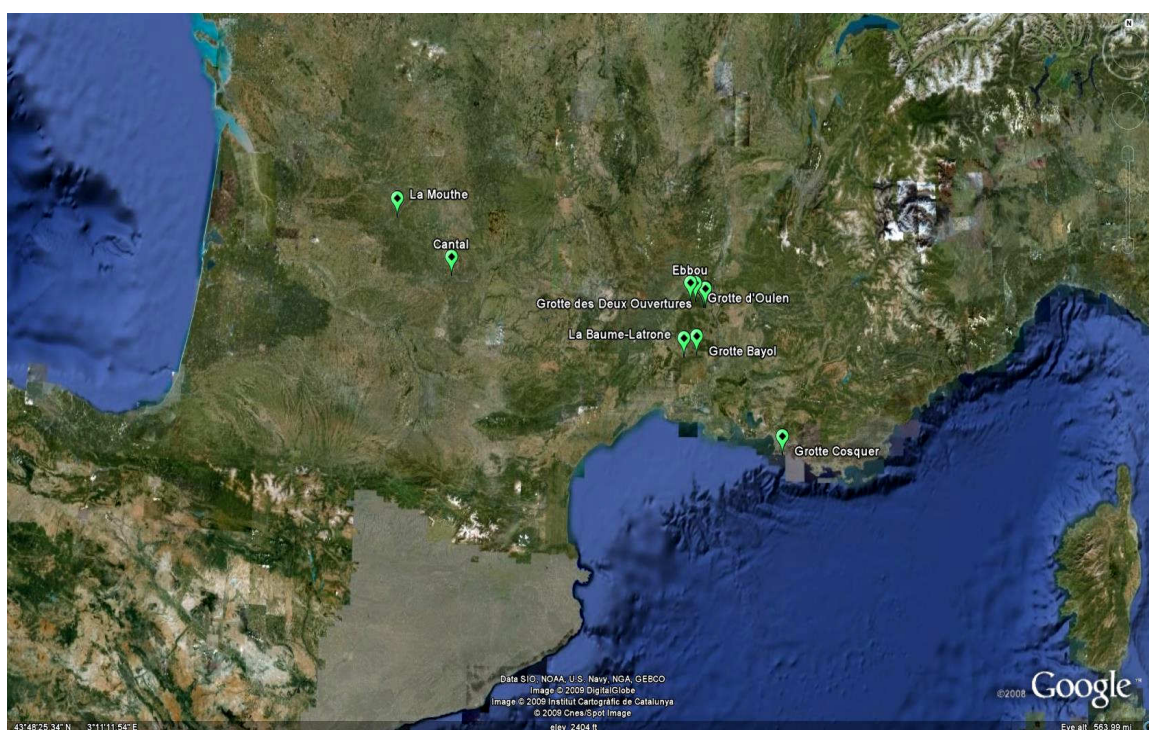 N
La Mouthe
Cantal
Ebbou
Grotte d'Oulen
Grotte des Deux Ouvertures
La Baume-Latrone
Grotte Bayol
Grotte Cosquer
Data SIO, NOAA, U.S. Navy, NGA, GEBCO
Image © 2009 DigitalGlobe
Image © 2009 Institut Cartogràfic de Catalunya
© 2009 Cnes/Spot Image
©2008 Google™
43°48'25.34" N 3°11'11.54" E elev 2404 ft Eye alt 563.99 mi